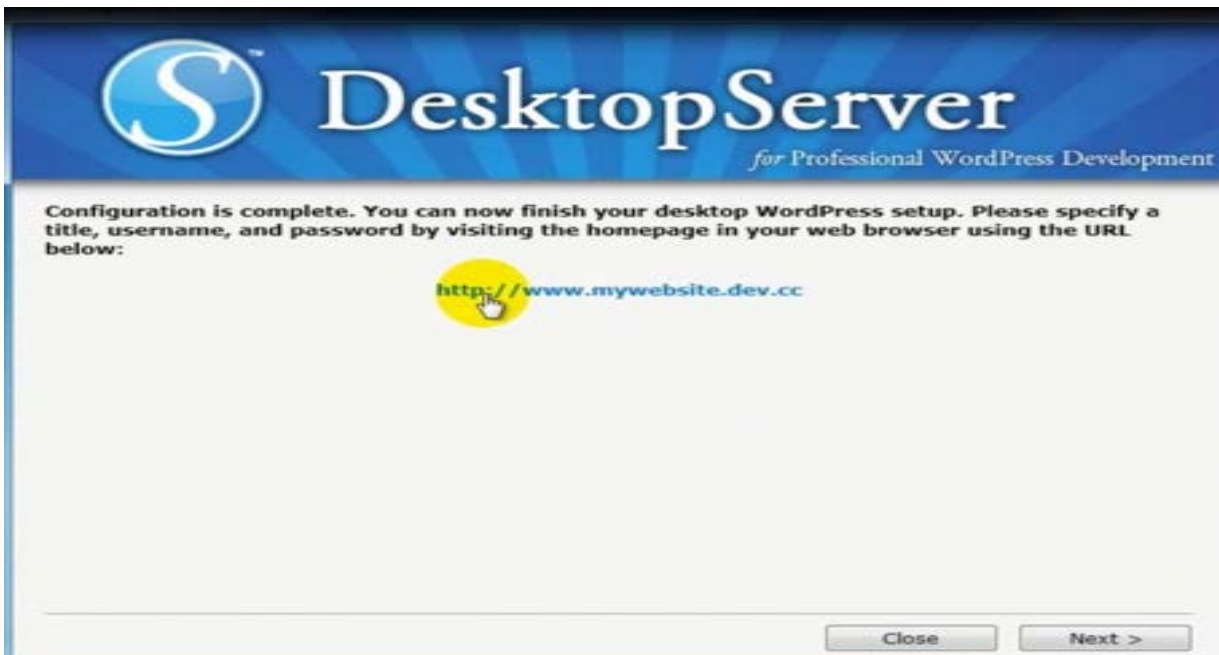 S™ DesktopServer
for Professional WordPress Development
Configuration is complete. You can now finish your desktop WordPress setup. Please specify a
title, username, and password by visiting the homepage in your web browser using the URL
below:
http://www.mywebsite.dev.cc
Close
Next >